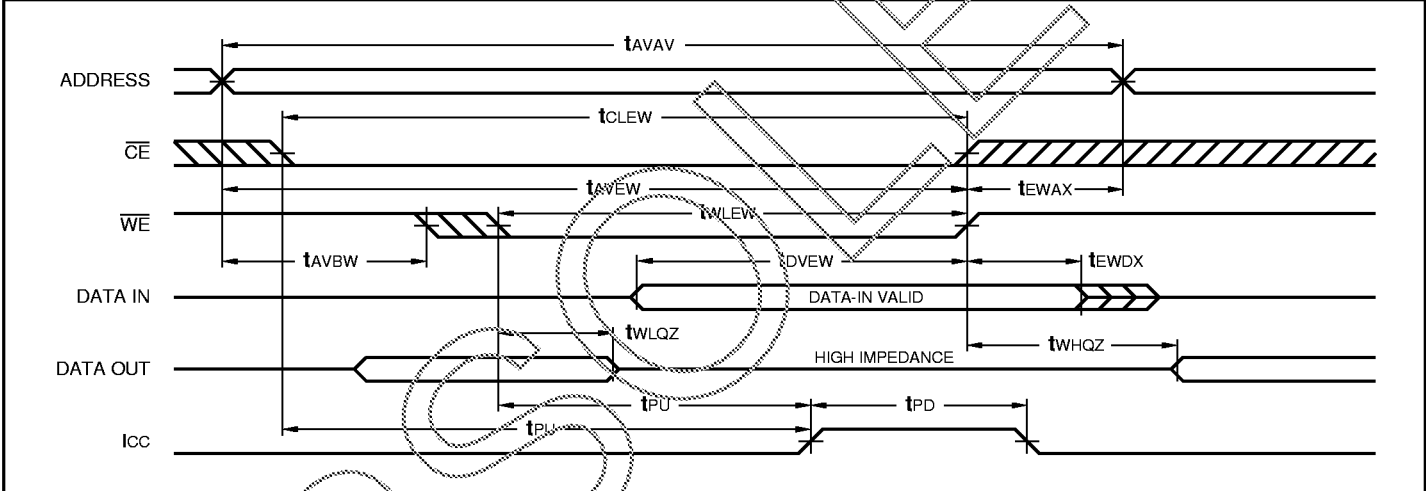 tAVAV
ADDRESS
tCLEW
CE
tAVEW
tEWAX
WE
tWLEW
tAVBW
tDVEW
tEWDX
DATA IN
DATA-IN VALID
tWLQZ
tWHQZ
DATA OUT
HIGH IMPEDANCE
tPU
tPD
tPU
ICC